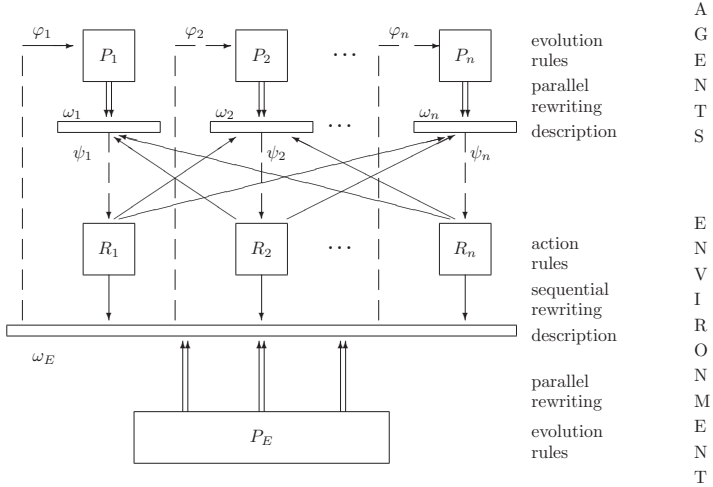 φ1 φ2 φn
P1 P2 ... Pn evolution
rules
parallel
rewriting
ω1 ω2 ωn
... description
ψ1 ψ2 ψn
R1 R2 ... Rn action
rules
sequential
rewriting
description
ωE
parallel
rewriting
PE evolution
rules
A
G
E
N
T
S
E
N
V
I
R
O
N
M
E
N
T